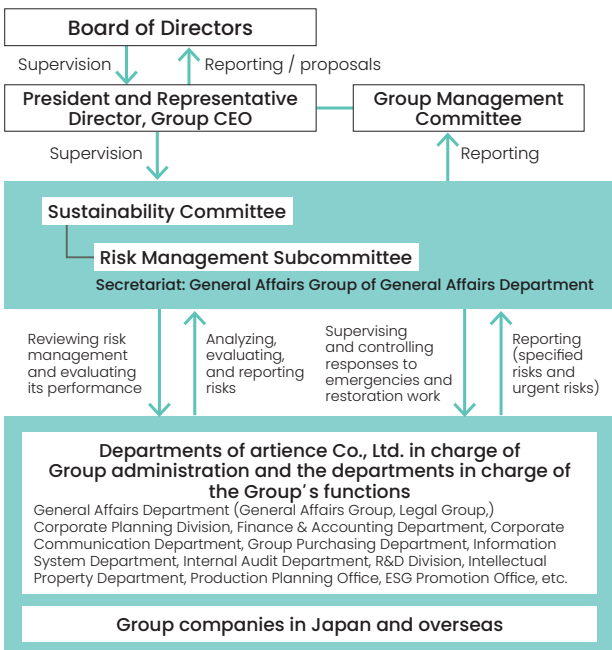 Board of Directors
Supervision
Reporting / proposals
President and Representative
Director, Group CEO
Group Management
Committee
Supervision
Reporting
Sustainability Committee
Risk Management Subcommittee
Secretariat: General Affairs Group of General Affairs Department
Reviewing risk
management
and evaluating
its performance
Analyzing,
evaluating,
and reporting
risks
Supervising
and controlling
responses to
emergencies and
restoration work
Reporting
(specified
risks and
urgent risks)
Departments of artience Co., Ltd. in charge of
Group administration and the departments in charge of
the Group's functions
General Affairs Department (General Affairs Group, Legal Group,)
Corporate Planning Division, Finance & Accounting Department, Corporate
Communication Department, Group Purchasing Department, Information
System Department, Internal Audit Department, R&D Division, Intellectual
Property Department, Production Planning Office, ESG Promotion Office, etc.
Group companies in Japan and overseas